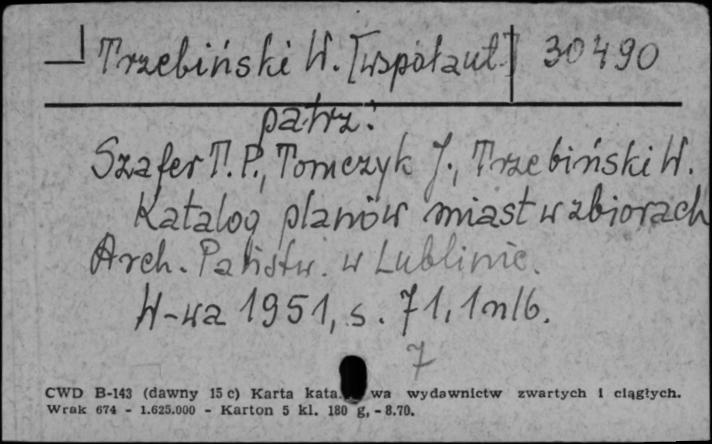 Trzebiński W. [współaut.] 30490
patrz:
Szafer T. P., Tomczyk J., Trzebiński W.
Katalog planów miast w zbiorach
Arch. Państw. w Lublinie.
W-wa 1951, s. 71, 1 nlb.
7
CWD B-143 (dawny 15 c) Karta kata wa wydawnictw zwartych i ciągłych.
Wrak 674 - 1.625.000 - Karton 5 kl. 180 g, - 8.70.